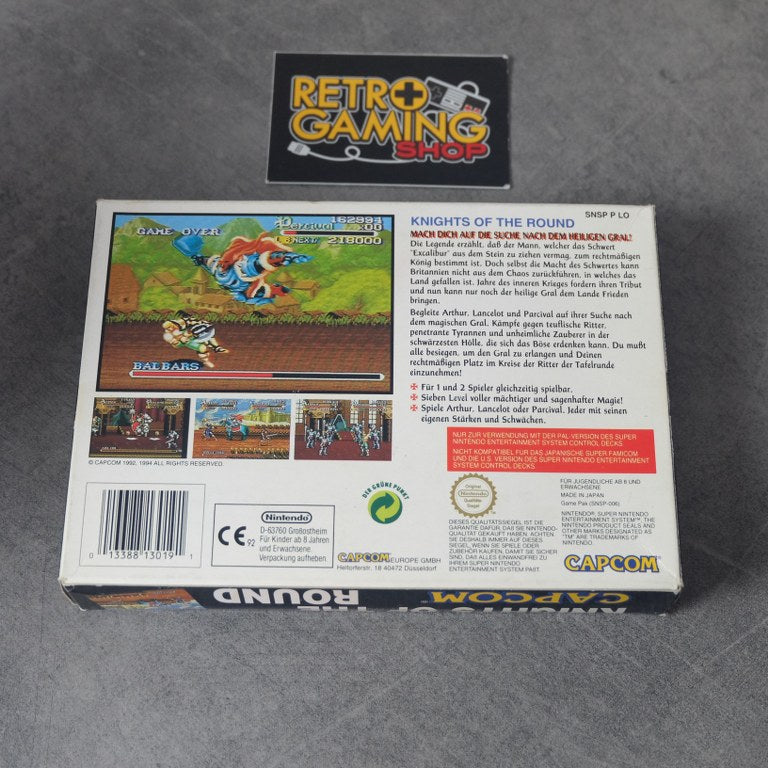 RETRO
GAMING
SHOP
SNSP P LO
GAME OVER
Percival
162994
X00
NEXT
218000
BALBARS
KNIGHTS OF THE ROUND
MACH DICH AUF DIE SUCHE NACH DEM HEILIGEN GRAL!
Die Legende erzählt, daß der Mann, welcher das Schwert
"Excalibur" aus dem Stein zu ziehen vermag, zum rechtmäßigen
König bestimmt ist. Doch selbst die Macht des Schwertes kann
Britannien nicht aus dem Chaos zurückführen, in welches das
Land gefallen ist. Jahre des inneren Krieges fordern ihren Tribut
und nun kann nur noch der heilige Gral dem Lande Frieden
bringen.
Begleite Arthur, Lancelot und Parcival auf ihrer Suche nach
dem magischen Gral. Kämpfe gegen teuflische Ritter,
penetrante Tyrannen und unheimliche Zauberer in der
schwärzesten Hölle, die sich das Böse erdenken kann. Du mußt
alle besiegen, um den Gral zu erlangen und Deinen
rechtmäßigen Platz im Kreise der Ritter der Tafelrunde
einzunehmen!
Für 1 und 2 Spieler gleichzeitig spielbar.
Sieben Level voller mächtiger und sagenhafter Magie!
Spiele Arthur, Lancelot oder Parcival. Jeder mit seinen
eigenen Stärken und Schwächen.
© CAPCOM 1992, 1994 ALL RIGHTS RESERVED.
NUR ZUR VERWENDUNG MIT DER PAL-VERSION DES SUPER
NINTENDO ENTERTAINMENT SYSTEM CONTROL DECKS.
NICHT KOMPATIBEL FÜR DAS JAPANISCHE SUPER FAMICOM
UND DIE U.S. VERSION DES SUPER NINTENDO ENTERTAINMENT
SYSTEM CONTROL DECKS.
0 13388 13019 1
CE 92
Nintendo
D-63760 Großostheim
Für Kinder ab 8 Jahren
und Erwachsene.
Verpackung aufheben.
DER GRÜNE PUNKT
CAPCOM EUROPE GMBH
Heltorferstr. 18 40472 Düsseldorf
Original
Nintendo
Qualitäts
Siegel
DIESES QUALITÄTSSIEGEL IST DIE
GARANTIE DAFÜR, DAß SIE NINTENDO-
QUALITÄT GEKAUFT HABEN. ACHTEN
SIE DESHALB IMMER AUF DIESES
SIEGEL, WENN SIE SPIELE ODER
ZUBEHÖR KAUFEN, DAMIT SIE SICHER
SIND, DAß ALLES EINWANDFREI ZU
IHREM SUPER NINTENDO
ENTERTAINMENT SYSTEM PAßT.
FÜR JUGENDLICHE AB 6 UND
ERWACHSENE
MADE IN JAPAN
Game Pak (SNSP-006)
NINTENDO®, SUPER NINTENDO
ENTERTAINMENT SYSTEM™, THE
NINTENDO PRODUCT SEALS AND
OTHER MARKS DESIGNATED AS
"TM" ARE TRADEMARKS OF
NINTENDO.
CAPCOM
KNIGHTS OF THE
ROUND
CAPCOM